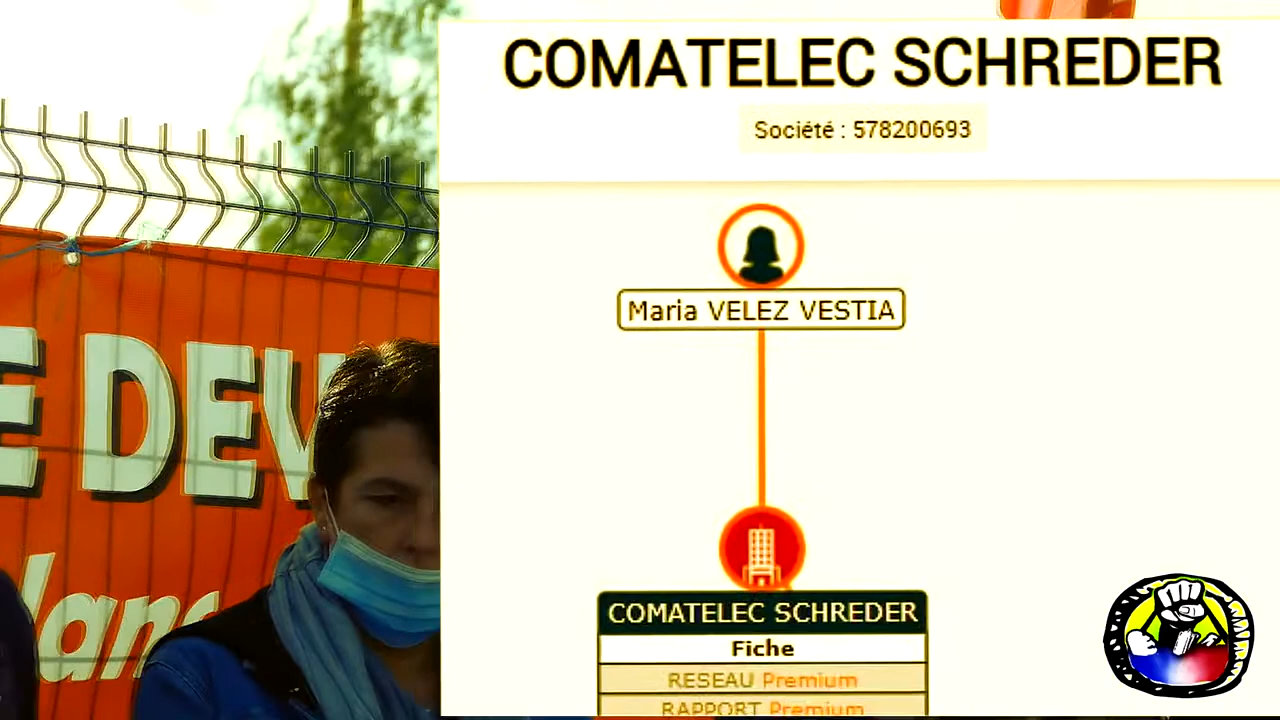 COMATELEC SCHREDER
Société : 578200693
Maria VELEZ VESTIA
COMATELEC SCHREDER
Fiche
RESEAU Premium
RAPPORT Premium
E DEV